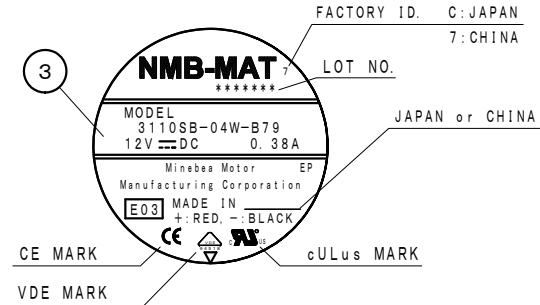 FACTORY ID. C:JAPAN
7:CHINA
3
NMB-MAT 7
LOT NO.
*******
MODEL
3110SB-04W-B79
12V DC 0.38A
JAPAN or CHINA
Minebea Motor EP
Manufacturing Corporation
E03 MADE IN
+:RED, -:BLACK
CE
VDE
c US
CE MARK
cULus MARK
VDE MARK